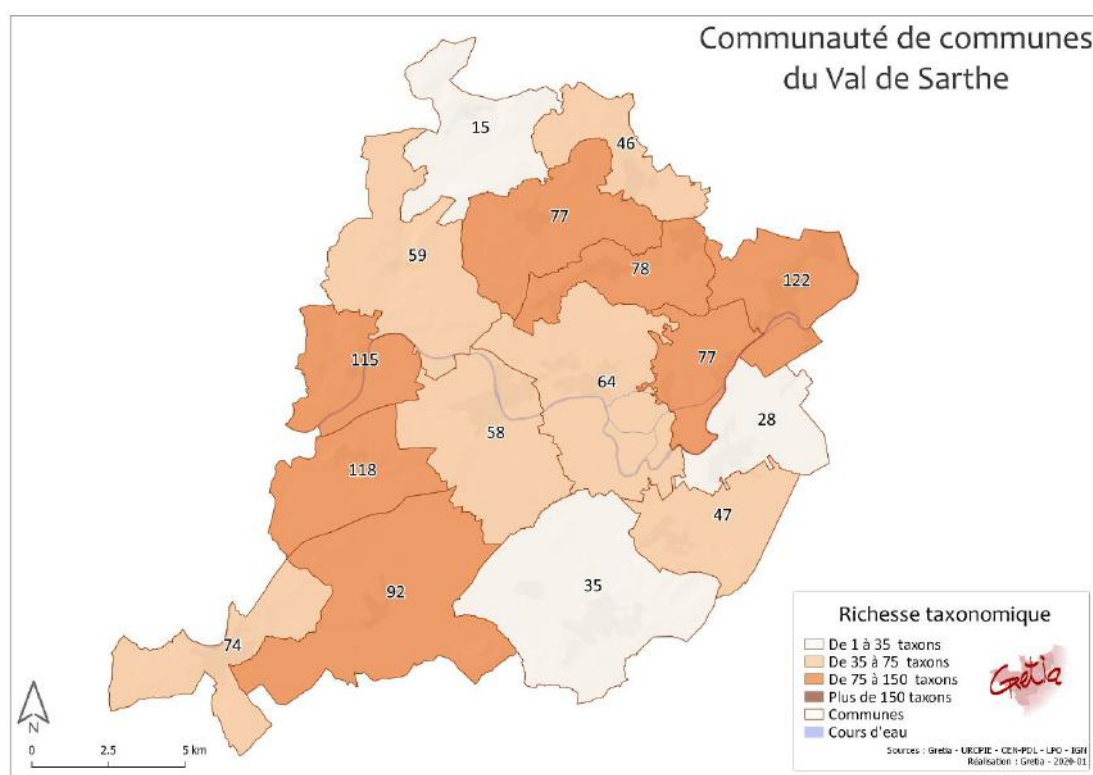 Communauté de communes
du Val de Sarthe
15
46
77
59
78
122
115
77
64
28
58
118
47
92
35
74
Richesse taxonomique
De 1 à 35 taxons
De 35 à 75 taxons
De 75 à 150 taxons
Plus de 150 taxons
Communes
Cours d'eau
Gretia
N
0 2.5 5 km
Sources : Gretia - URCPIE - CEN-PDL - LPO - IGN
Réalisation : Gretia - 2020-01